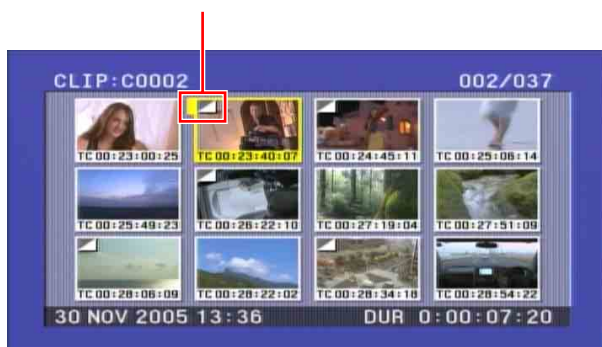 CLIP:C0002 002/037
TC 00:23:00:25 TC 00:23:40:07 TC 00:24:45:11 TC 00:25:06:14
TC 00:25:49:23 TC 00:26:22:10 TC 00:27:19:04 TC 00:27:51:09
TC 00:28:06:09 TC 00:28:22:02 TC 00:28:34:18 TC 00:28:54:22
30 NOV 2005 13:36 DUR 0:00:07:20